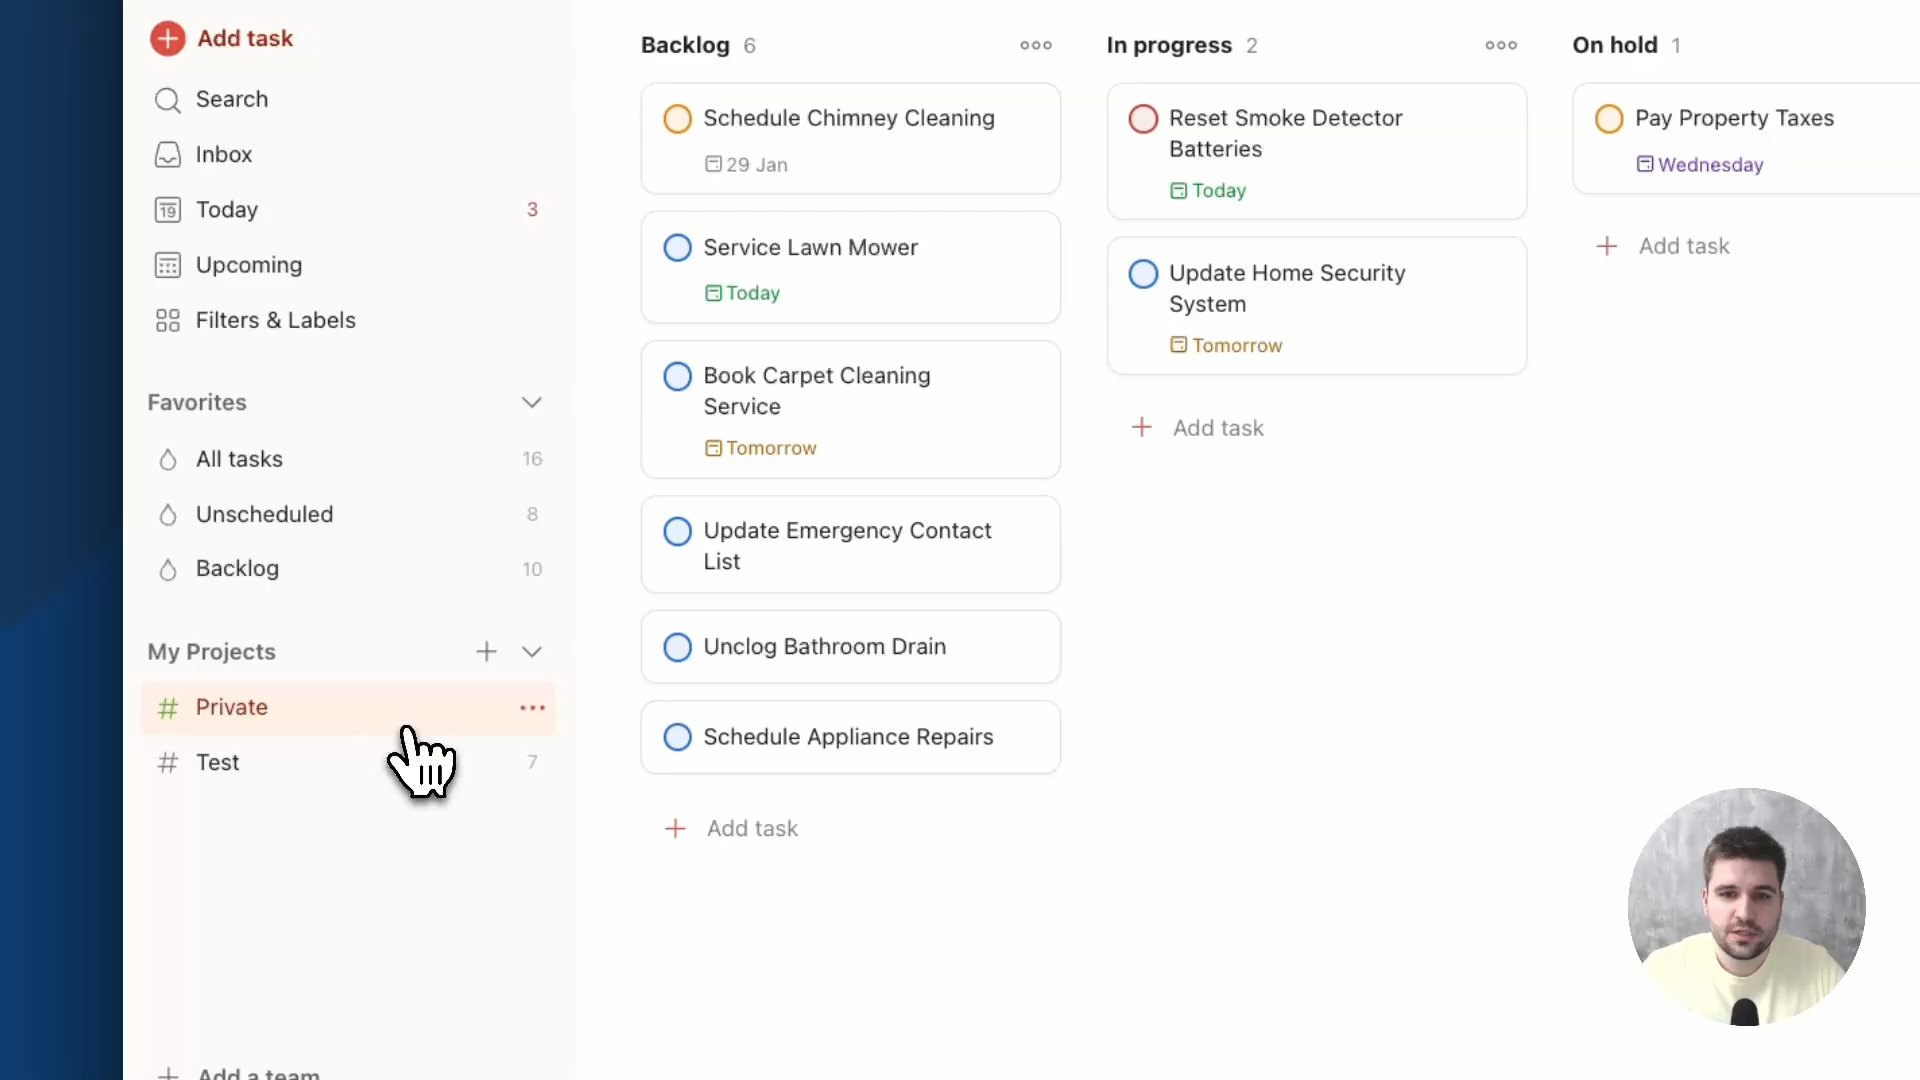 Add task
Search
Inbox
19
Today
3
Upcoming
Filters & Labels
Favorites
All tasks
16
Unscheduled
8
Backlog
10
My Projects
Private
Test
7
Add a team
Backlog 6
Schedule Chimney Cleaning
29 Jan
Service Lawn Mower
Today
Book Carpet Cleaning
Service
Tomorrow
Update Emergency Contact
List
Unclog Bathroom Drain
Schedule Appliance Repairs
Add task
In progress 2
Reset Smoke Detector
Batteries
Today
Update Home Security
System
Tomorrow
Add task
On hold 1
Pay Property Taxes
Wednesday
Add task